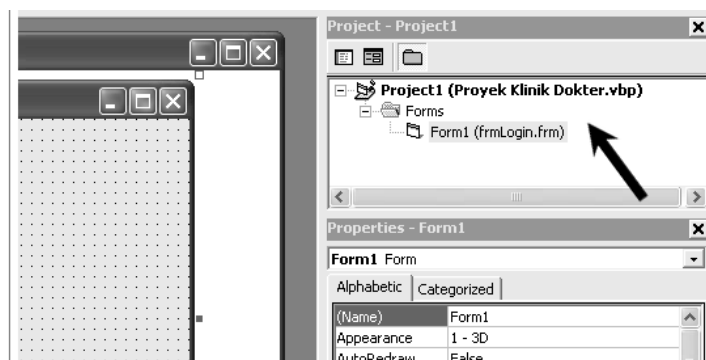 Project - Project1
Project1 (Proyek Klinik Dokter.vbp)
Forms
Form1 (frmLogin.frm)
Properties - Form1
Form1 Form
Alphabetic Categorized
(Name) Form1
Appearance 1 - 3D
AutoRedraw False